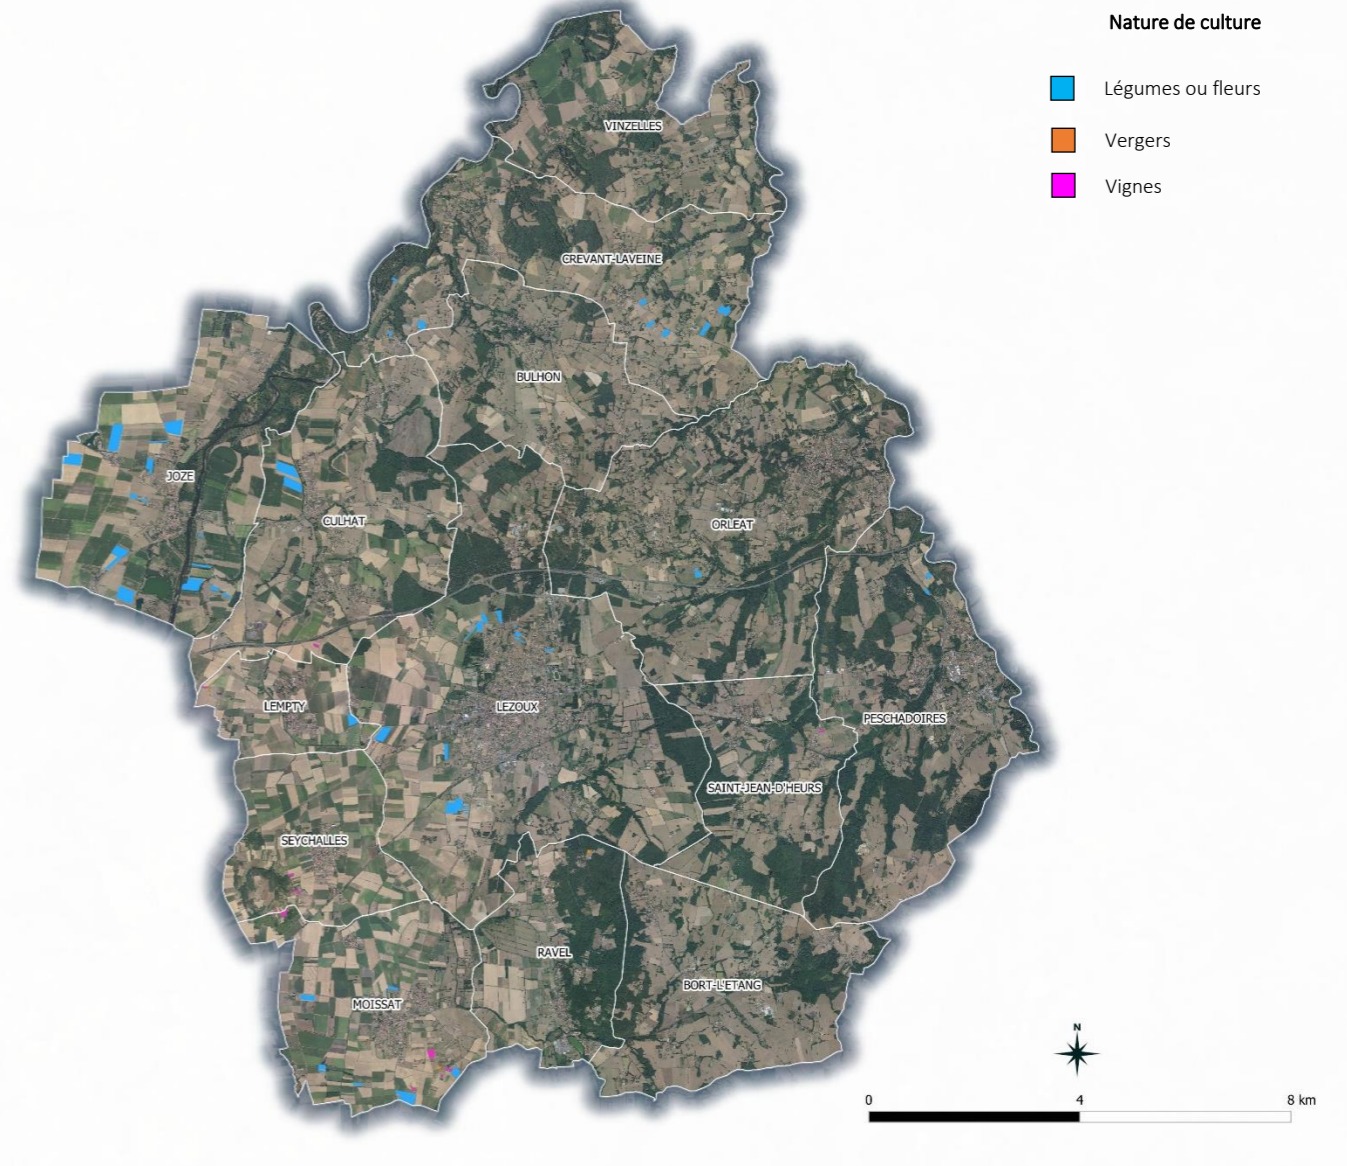 Nature de culture
Légumes ou fleurs
Vergers
Vignes
VINZELLES
CREVANT-LAVEINE
BULHON
JOZE
CULHAT
ORLEAT
LEMPTY
LEZOUX
PESCHADOIRES
SAINT-JEAN-D'HEURS
SEYCHALLES
RAVEL
BORT-L'ETANG
MOISSAT
N
0 4 8 km